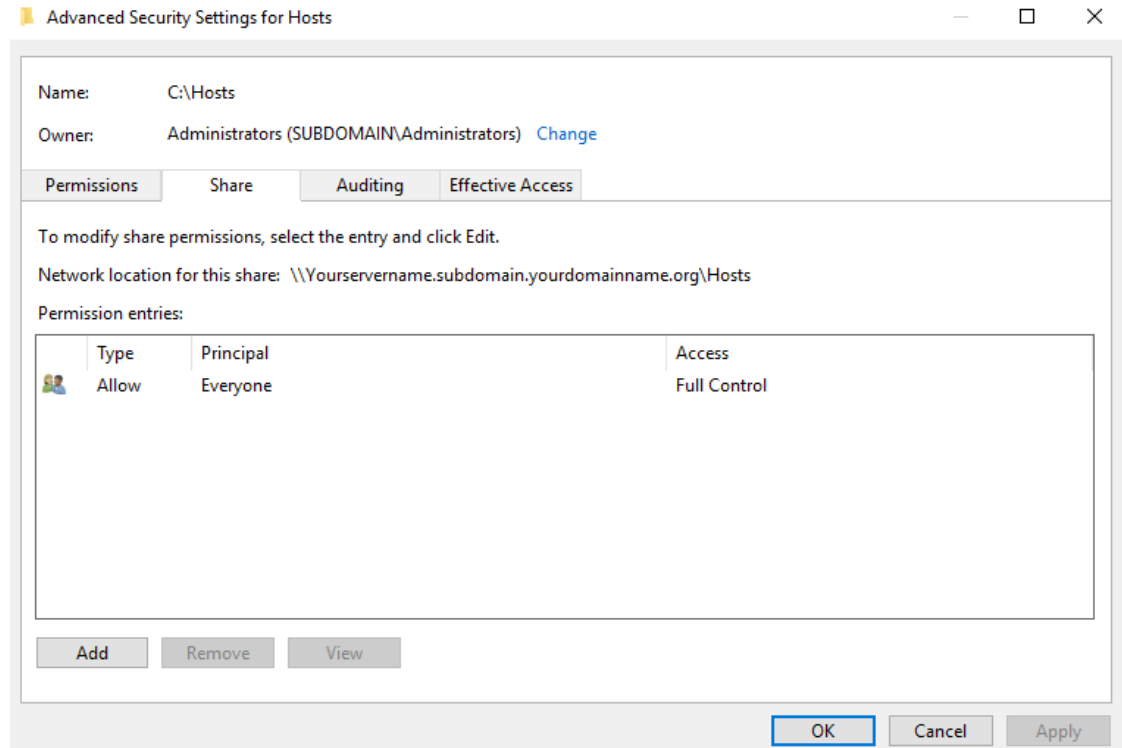 Advanced Security Settings for Hosts
Name: C:\Hosts
Owner: Administrators (SUBDOMAIN\Administrators) Change
Permissions Share Auditing Effective Access
To modify share permissions, select the entry and click Edit.
Network location for this share: \\Yourservername.subdomain.yourdomainname.org\Hosts
Permission entries:
Type Principal Access
Allow Everyone Full Control
Add Remove View
OK Cancel Apply